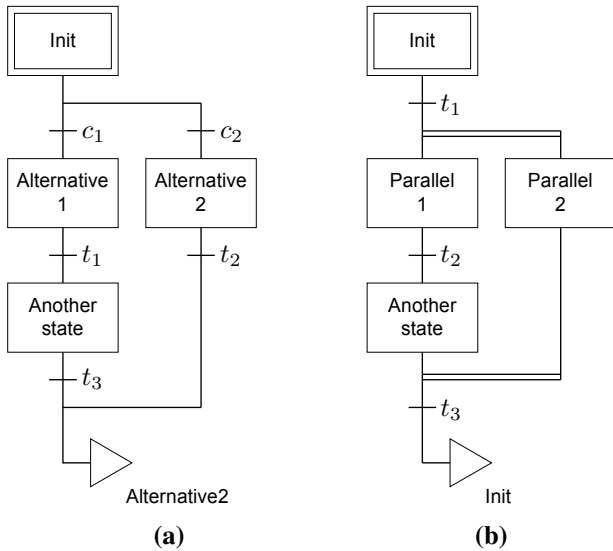 Init
c₁
c₂
Alternative
1
Alternative
2
t₁
t₂
Another
state
t₃
Alternative2
(a)
Init
t₁
Parallel
1
Parallel
2
t₂
Another
state
t₃
Init
(b)